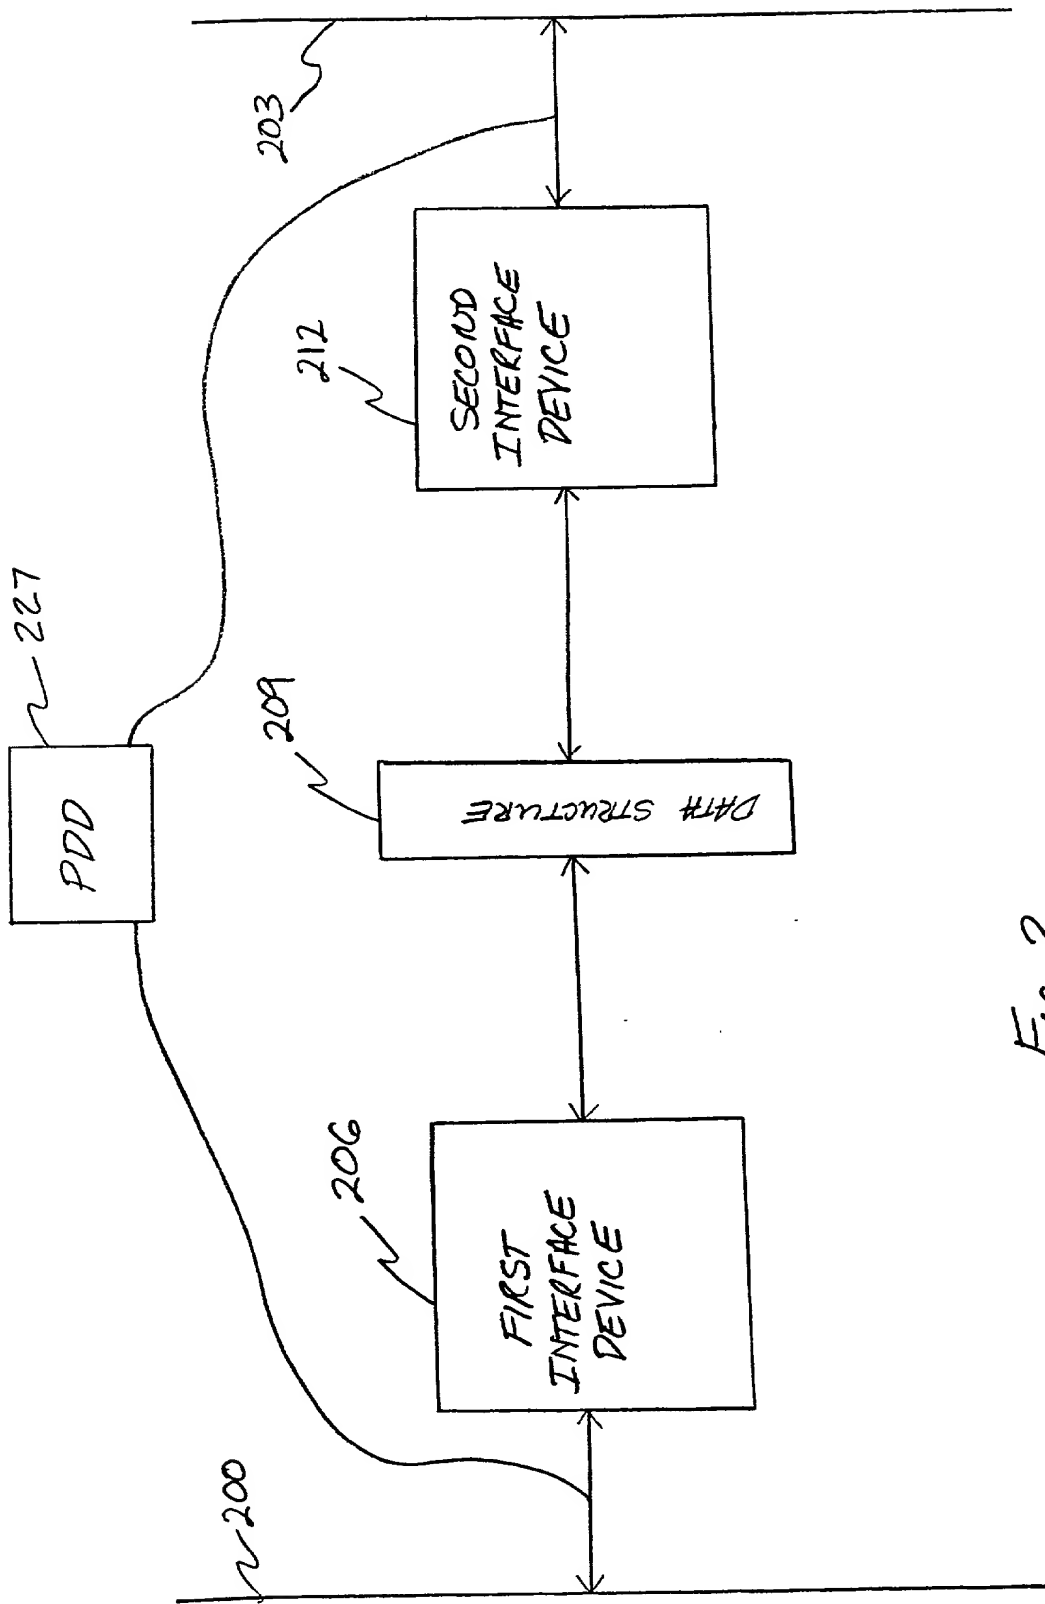 PDD
227
200
206
209
212
203
FIRST
INTERFACE
DEVICE
DATA STRUCTURE
SECOND
INTERFACE
DEVICE